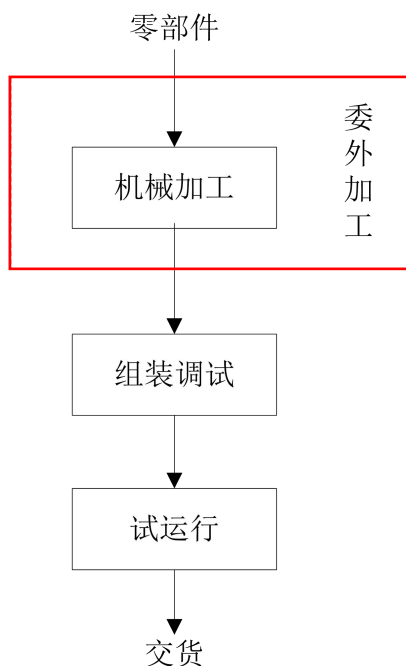 零部件
委外加工
机械加工
组装调试
试运行
交货